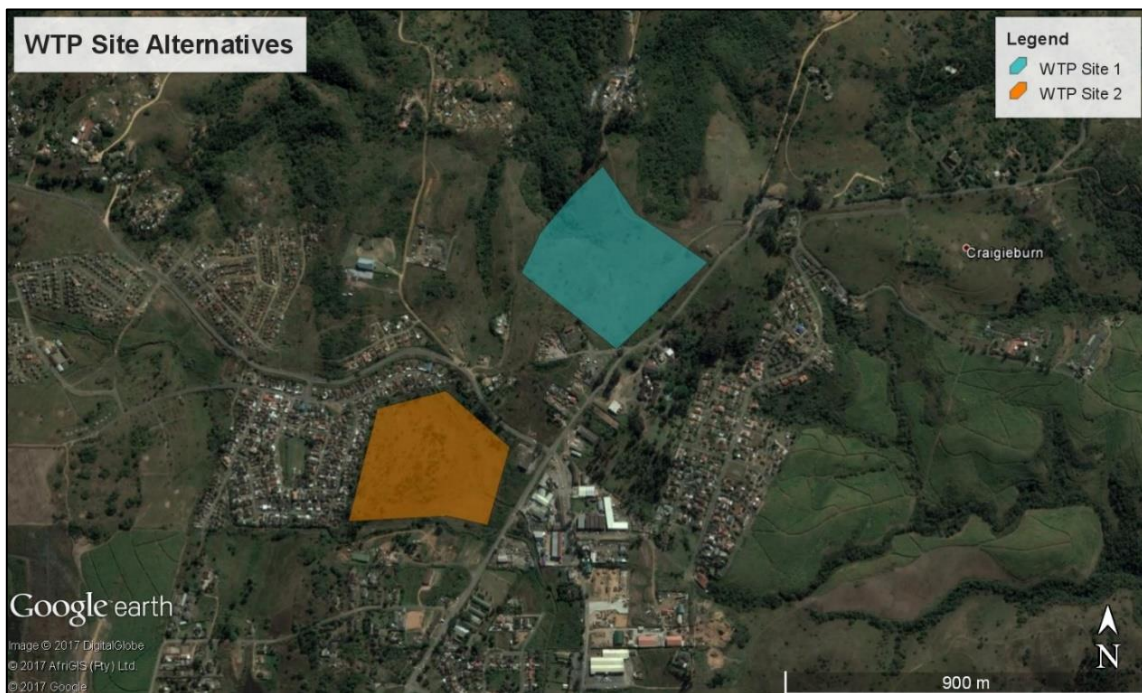 WTP Site Alternatives
Legend
WTP Site 1
WTP Site 2
Craigieburn
Google earth
Image © 2017 DigitalGlobe
© 2017 AfriGIS (Pty) Ltd.
© 2017 Google
900 m
N